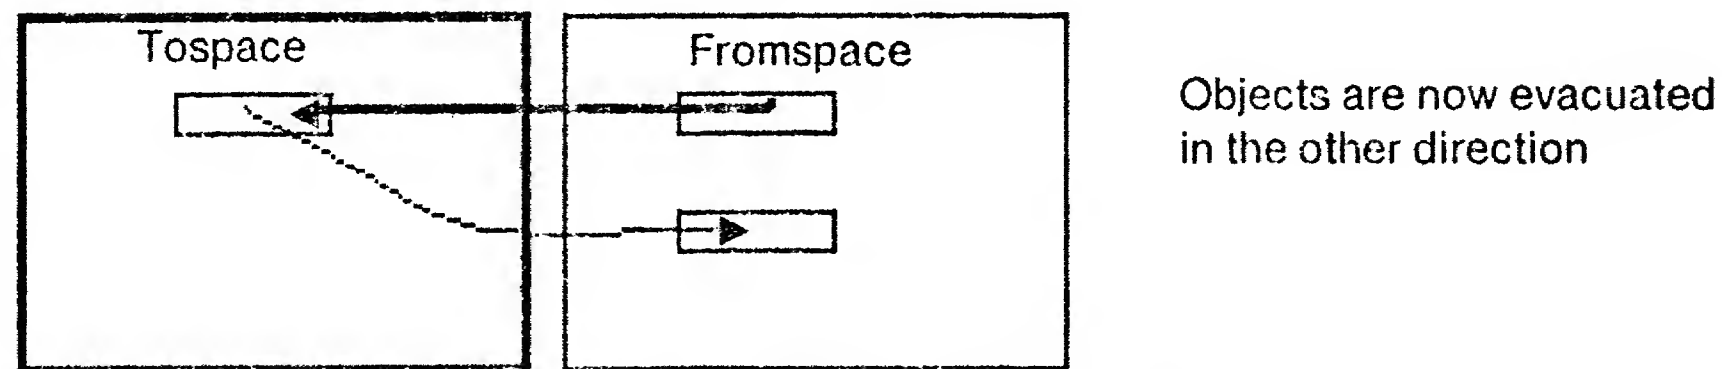 Tospace
Fromspace
Objects are now evacuated
in the other direction